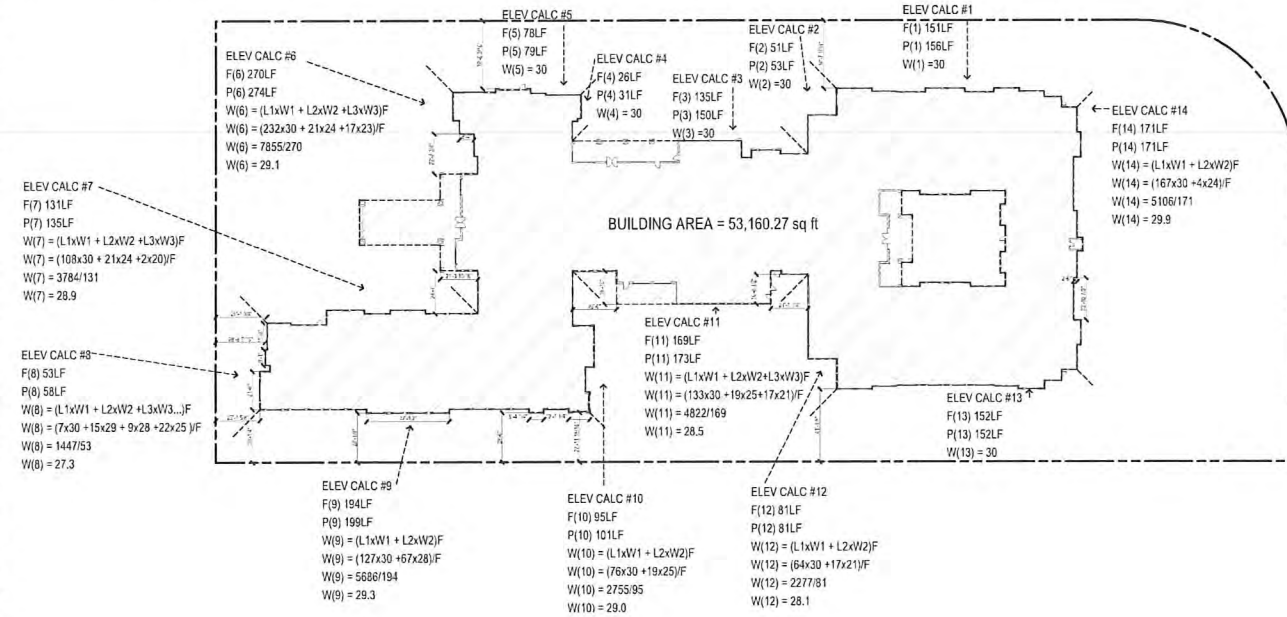 ELEV CALC #1
F(1) 151LF
P(1) 156LF
W(1) =30
ELEV CALC #2
F(2) 51LF
P(2) 53LF
W(2) =30
ELEV CALC #3
F(3) 135LF
P(3) 150LF
W(3) =30
ELEV CALC #4
F(4) 26LF
P(4) 31LF
W(4) = 30
ELEV CALC #5
F(5) 78LF
P(5) 79LF
W(5) = 30
ELEV CALC #6
F(6) 270LF
P(6) 274LF
W(6) = (L1xW1 + L2xW2 +L3xW3)/F
W(6) = (232x30 + 21x24 +17x23)/F
W(6) = 7855/270
W(6) = 29.1
ELEV CALC #7
F(7) 131LF
P(7) 135LF
W(7) = (L1xW1 + L2xW2 +L3xW3)F
W(7) = (108x30 + 21x24 +2x20)/F
W(7) = 3784/131
W(7) = 28.9
ELEV CALC #8
F(8) 53LF
P(8) 58LF
W(8) = (L1xW1 + L2xW2 +L3xW3...)/F
W(8) = (7x30 +15x29 + 9x28 +22x25 )/F
W(8) = 1447/53
W(8) = 27.3
ELEV CALC #9
F(9) 194LF
P(9) 199LF
W(9) = (L1xW1 + L2xW2)F
W(9) = (127x30 +67x28)/F
W(9) = 5686/194
W(9) = 29.3
ELEV CALC #10
F(10) 95LF
P(10) 101LF
W(10) = (L1xW1 + L2xW2)F
W(10) = (76x30 +19x25)/F
W(10) = 2755/95
W(10) = 29.0
ELEV CALC #11
F(11) 169LF
P(11) 173LF
W(11) = (L1xW1 + L2xW2+L3xW3)F
W(11) = (133x30 +19x25+17x21)/F
W(11) = 4822/169
W(11) = 28.5
ELEV CALC #12
F(12) 81LF
P(12) 81LF
W(12) = (L1xW1 + L2xW2)F
W(12) = (64x30 +17x21)/F
W(12) = 2277/81
W(12) = 28.1
ELEV CALC #13
F(13) 152LF
P(13) 152LF
W(13) = 30
ELEV CALC #14
F(14) 171LF
P(14) 171LF
W(14) = (L1xW1 + L2xW2)F
W(14) = (167x30 +4x24)/F
W(14) = 5106/171
W(14) = 29.9
BUILDING AREA = 53,160.27 sq ft